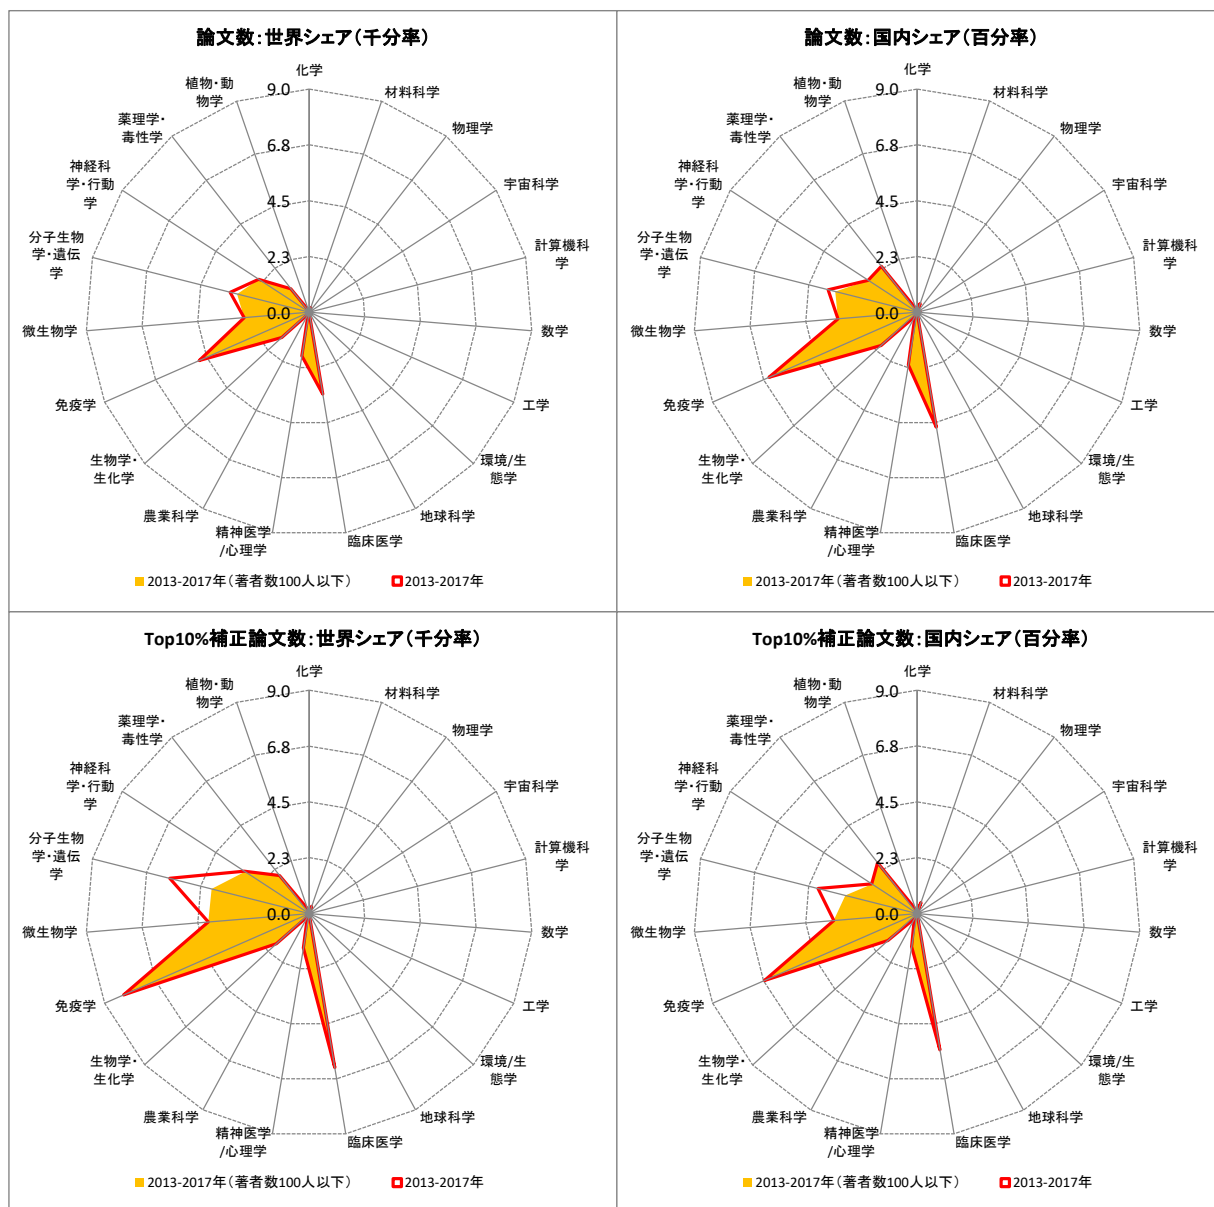 論文数：世界シェア（千分率）
化学
材料科学
物理学
宇宙科学
計算機科
学
数学
工学
環境/生
態学
地球科学
臨床医学
精神医学
/心理学
農業科学
生物学・
生化学
免疫学
微生物学
分子生物
学・遺伝
学
神経科
学・行動
学
薬理学・
毒性学
植物・動
物学
9.0
6.8
4.5
2.3
0.0
2013-2017年（著者数100人以下）
2013-2017年
論文数：国内シェア（百分率）
化学
材料科学
物理学
宇宙科学
計算機科
学
数学
工学
環境/生
態学
地球科学
臨床医学
精神医学
/心理学
農業科学
生物学・
生化学
免疫学
微生物学
分子生物
学・遺伝
学
神経科
学・行動
学
薬理学・
毒性学
植物・動
物学
9.0
6.8
4.5
2.3
0.0
2013-2017年（著者数100人以下）
2013-2017年
Top10%補正論文数：世界シェア（千分率）
化学
材料科学
物理学
宇宙科学
計算機科
学
数学
工学
環境/生
態学
地球科学
臨床医学
精神医学
/心理学
農業科学
生物学・
生化学
免疫学
微生物学
分子生物
学・遺伝
学
神経科
学・行動
学
薬理学・
毒性学
植物・動
物学
9.0
6.8
4.5
2.3
0.0
2013-2017年（著者数100人以下）
2013-2017年
Top10%補正論文数：国内シェア（百分率）
化学
材料科学
物理学
宇宙科学
計算機科
学
数学
工学
環境/生
態学
地球科学
臨床医学
精神医学
/心理学
農業科学
生物学・
生化学
免疫学
微生物学
分子生物
学・遺伝
学
神経科
学・行動
学
薬理学・
毒性学
植物・動
物学
9.0
6.8
4.5
2.3
0.0
2013-2017年（著者数100人以下）
2013-2017年